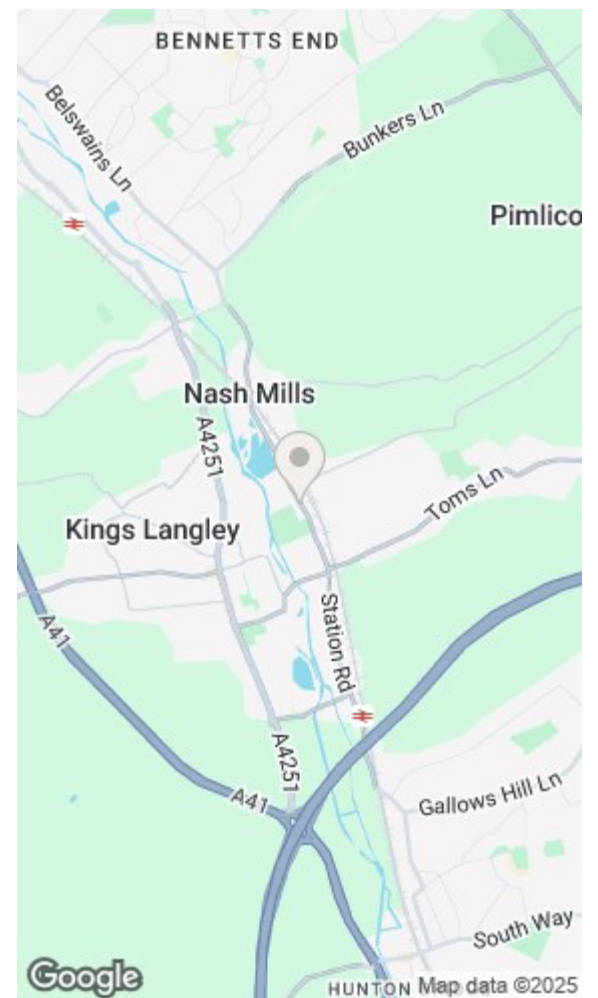 BENNETTS END
Belswains Ln
Bunkers Ln
Pimlico
Nash Mills
A4251
Toms Ln
Kings Langley
A41
Station Rd
A4251
A41
Gallows Hill Ln
South Way
Google
HUNTON
Map data ©2025